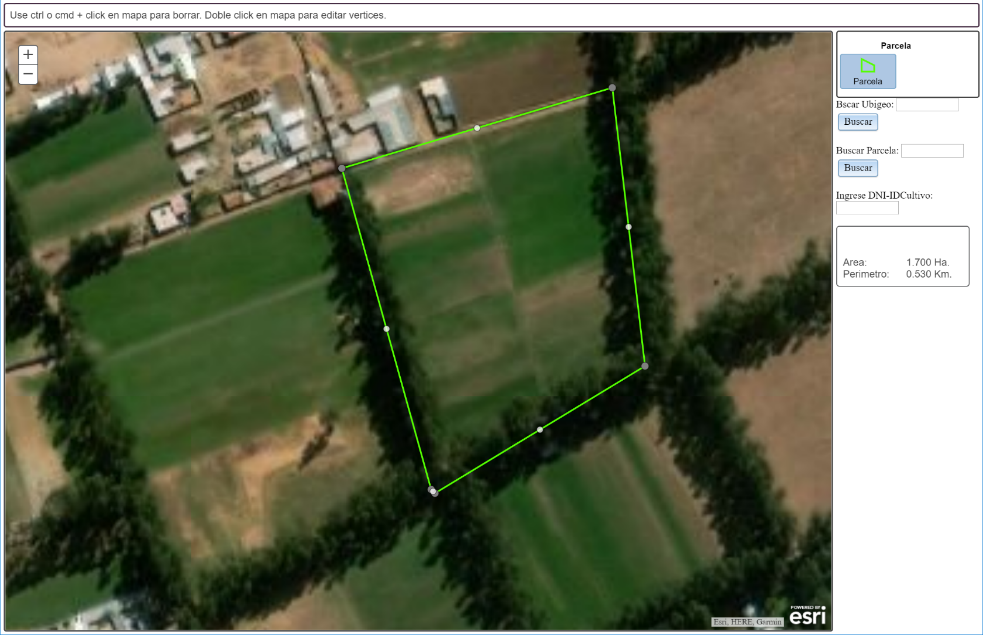 Use ctrl o cmd + click en mapa para borrar. Doble click en mapa para editar vertices.
+
−
Parcela
Parcela
Bscar Ubigeo:
Buscar
Buscar Parcela:
Buscar
Ingrese DNI-IDCultivo:
Area: 1.700 Ha.
Perimetro: 0.530 Km.
Esri, HERE, Garmin
POWERED BY
esri